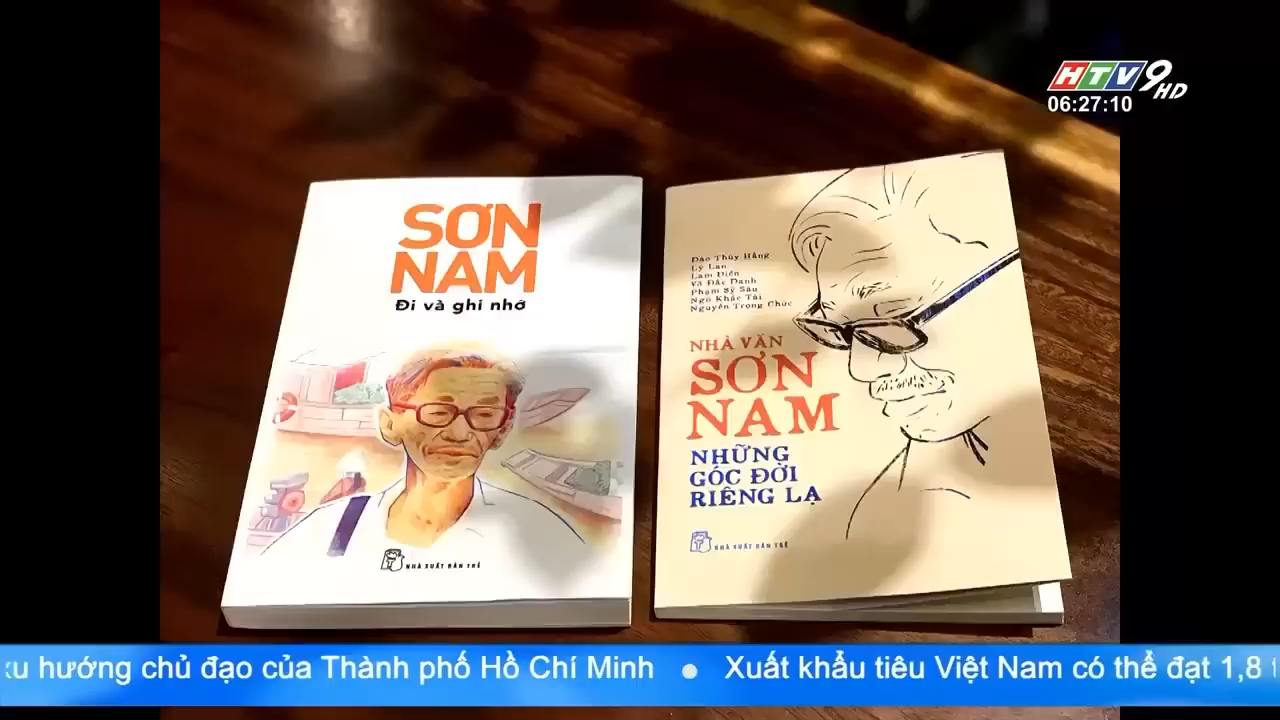 HTV9 HD
06:27:10
SƠN
NAM
Đi và ghi nhớ
NHÀ XUẤT BẢN TRẺ
Đào Thúy Hằng
Lý Lan
Lam Điền
Võ Đắc Danh
Phạm Sỹ Sáu
Ngô Khắc Tài
Nguyễn Trọng Chức
NHÀ VĂN
SƠN
NAM
NHỮNG
GÓC ĐỜI
RIÊNG LẠ
NHÀ XUẤT BẢN TRẺ
hướng chủ đạo của Thành phố Hồ Chí Minh ● Xuất khẩu tiêu Việt Nam có thể đạt 1,8